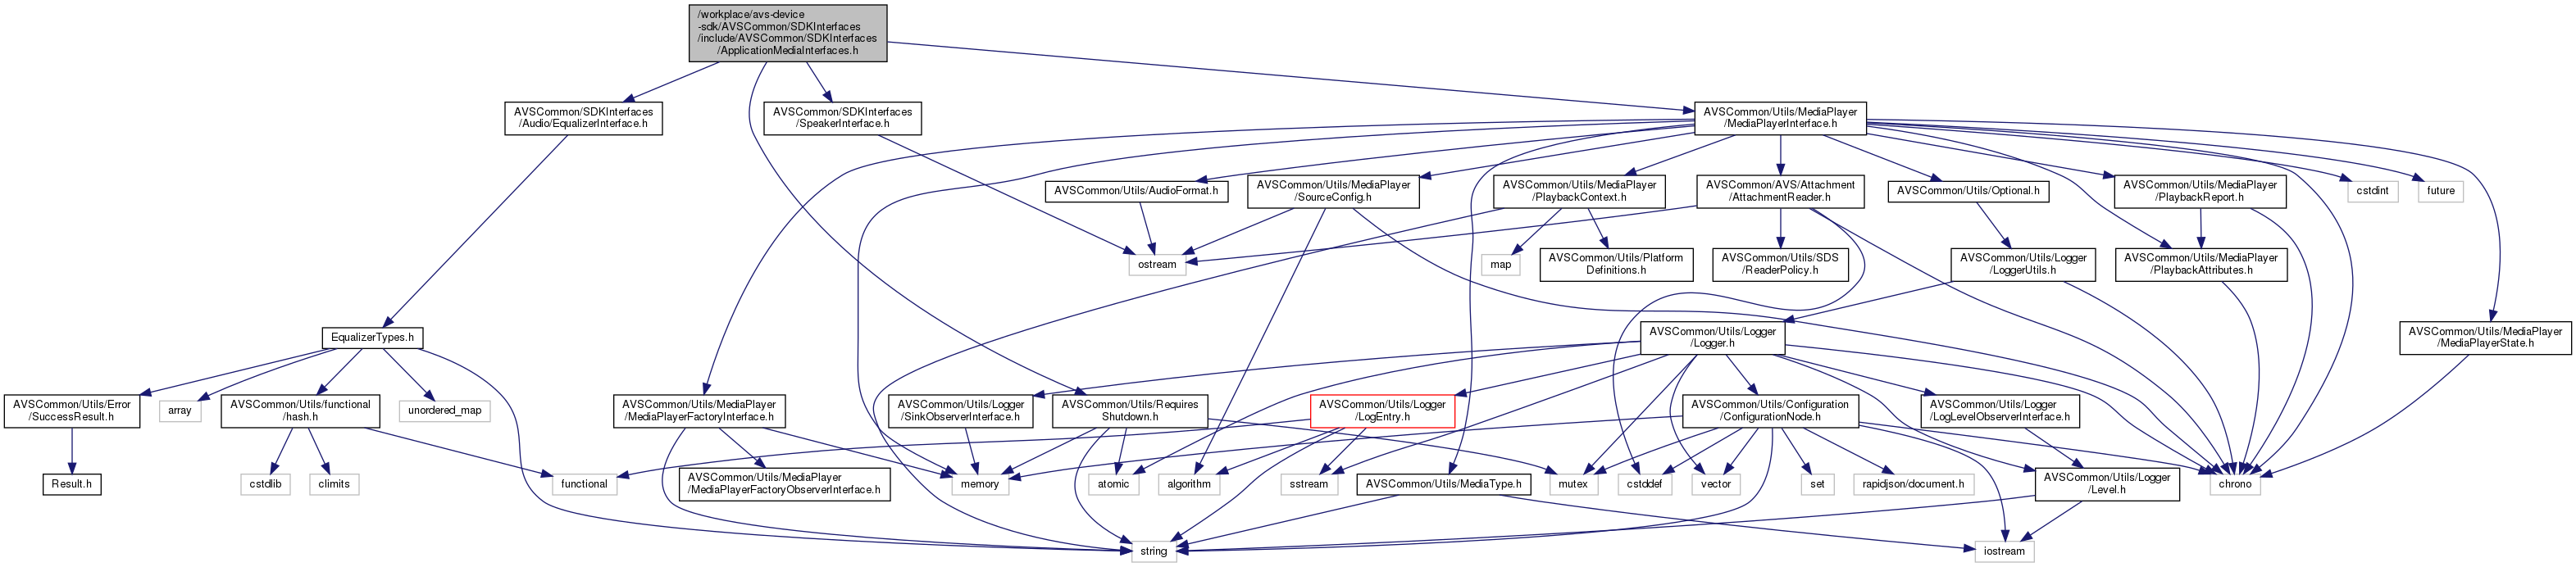 /workplace/avs-device
-sdk/AVSCommon/SDKInterfaces
/include/AVSCommon/SDKInterfaces
/ApplicationMediaInterfaces.h
AVSCommon/SDKInterfaces
/Audio/EqualizerInterface.h
AVSCommon/SDKInterfaces
/SpeakerInterface.h
AVSCommon/Utils/MediaPlayer
/MediaPlayerInterface.h
AVSCommon/Utils/AudioFormat.h
AVSCommon/Utils/MediaPlayer
/SourceConfig.h
AVSCommon/Utils/MediaPlayer
/PlaybackContext.h
AVSCommon/AVS/Attachment
/AttachmentReader.h
AVSCommon/Utils/Optional.h
AVSCommon/Utils/MediaPlayer
/PlaybackReport.h
cstdint
future
ostream
map
AVSCommon/Utils/Platform
Definitions.h
AVSCommon/Utils/SDS
/ReaderPolicy.h
AVSCommon/Utils/Logger
/LoggerUtils.h
AVSCommon/Utils/MediaPlayer
/PlaybackAttributes.h
EqualizerTypes.h
AVSCommon/Utils/Logger
/Logger.h
AVSCommon/Utils/MediaPlayer
/MediaPlayerState.h
AVSCommon/Utils/Error
/SuccessResult.h
array
AVSCommon/Utils/functional
/hash.h
unordered_map
AVSCommon/Utils/MediaPlayer
/MediaPlayerFactoryInterface.h
AVSCommon/Utils/Logger
/SinkObserverInterface.h
AVSCommon/Utils/Requires
Shutdown.h
AVSCommon/Utils/Logger
/LogEntry.h
AVSCommon/Utils/Configuration
/ConfigurationNode.h
AVSCommon/Utils/Logger
/LogLevelObserverInterface.h
Result.h
cstdlib
climits
functional
AVSCommon/Utils/MediaPlayer
/MediaPlayerFactoryObserverInterface.h
memory
atomic
algorithm
sstream
AVSCommon/Utils/MediaType.h
mutex
cstddef
vector
set
rapidjson/document.h
AVSCommon/Utils/Logger
/Level.h
chrono
string
iostream